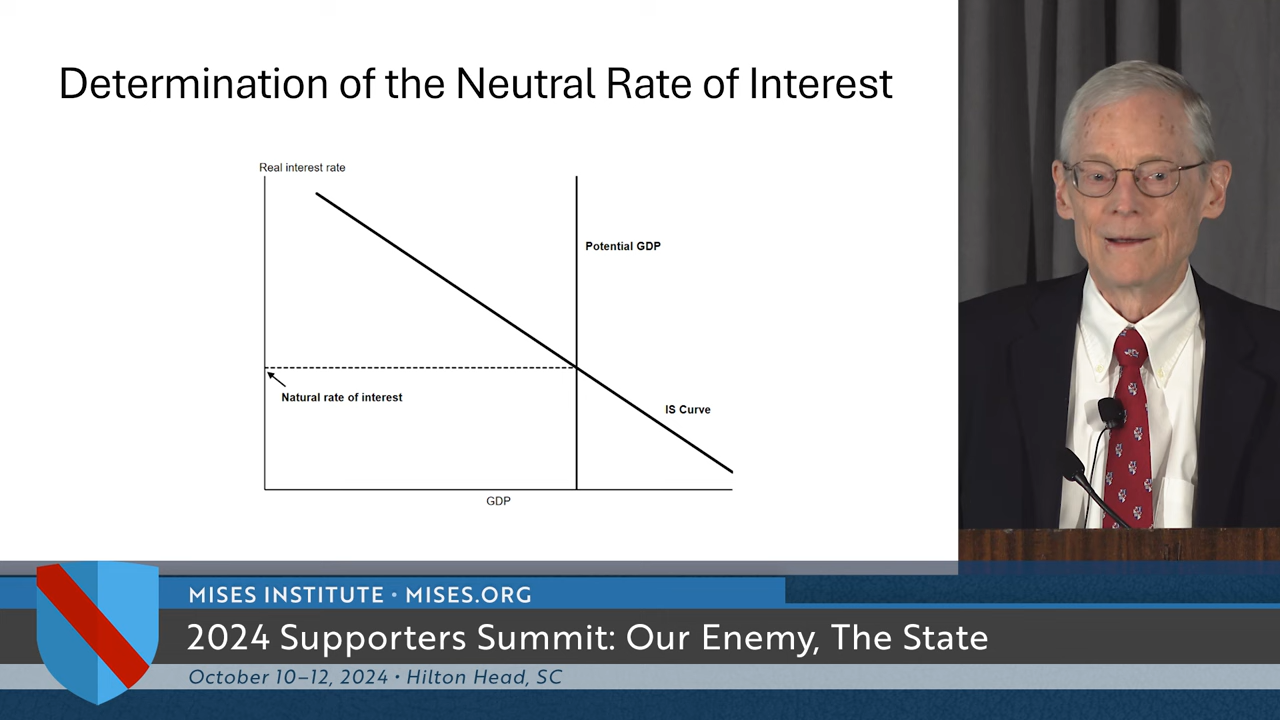 Determination of the Neutral Rate of Interest
Real interest rate
Potential GDP
Natural rate of interest
IS Curve
GDP
MISES INSTITUTE • MISES.ORG
2024 Supporters Summit: Our Enemy, The State
October 10–12, 2024 • Hilton Head, SC